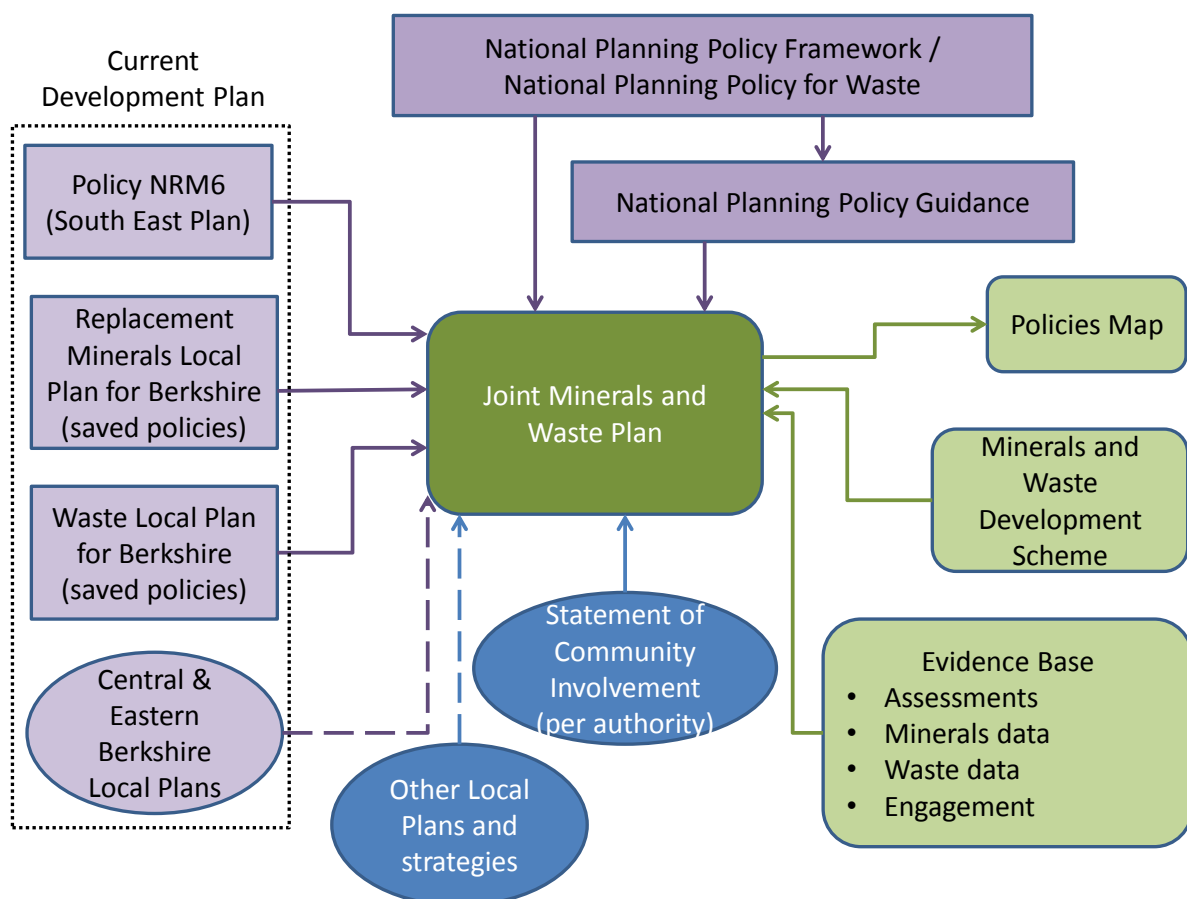 Current
Development Plan
National Planning Policy Framework /
National Planning Policy for Waste
Policy NRM6
(South East Plan)
National Planning Policy Guidance
Replacement
Minerals Local
Plan for Berkshire
(saved policies)
Joint Minerals and
Waste Plan
Policies Map
Minerals and
Waste
Development
Scheme
Waste Local Plan
for Berkshire
(saved policies)
Statement of
Community
Involvement
(per authority)
Central &
Eastern
Berkshire
Local Plans
Other Local
Plans and
strategies
Evidence Base
• Assessments
• Minerals data
• Waste data
• Engagement